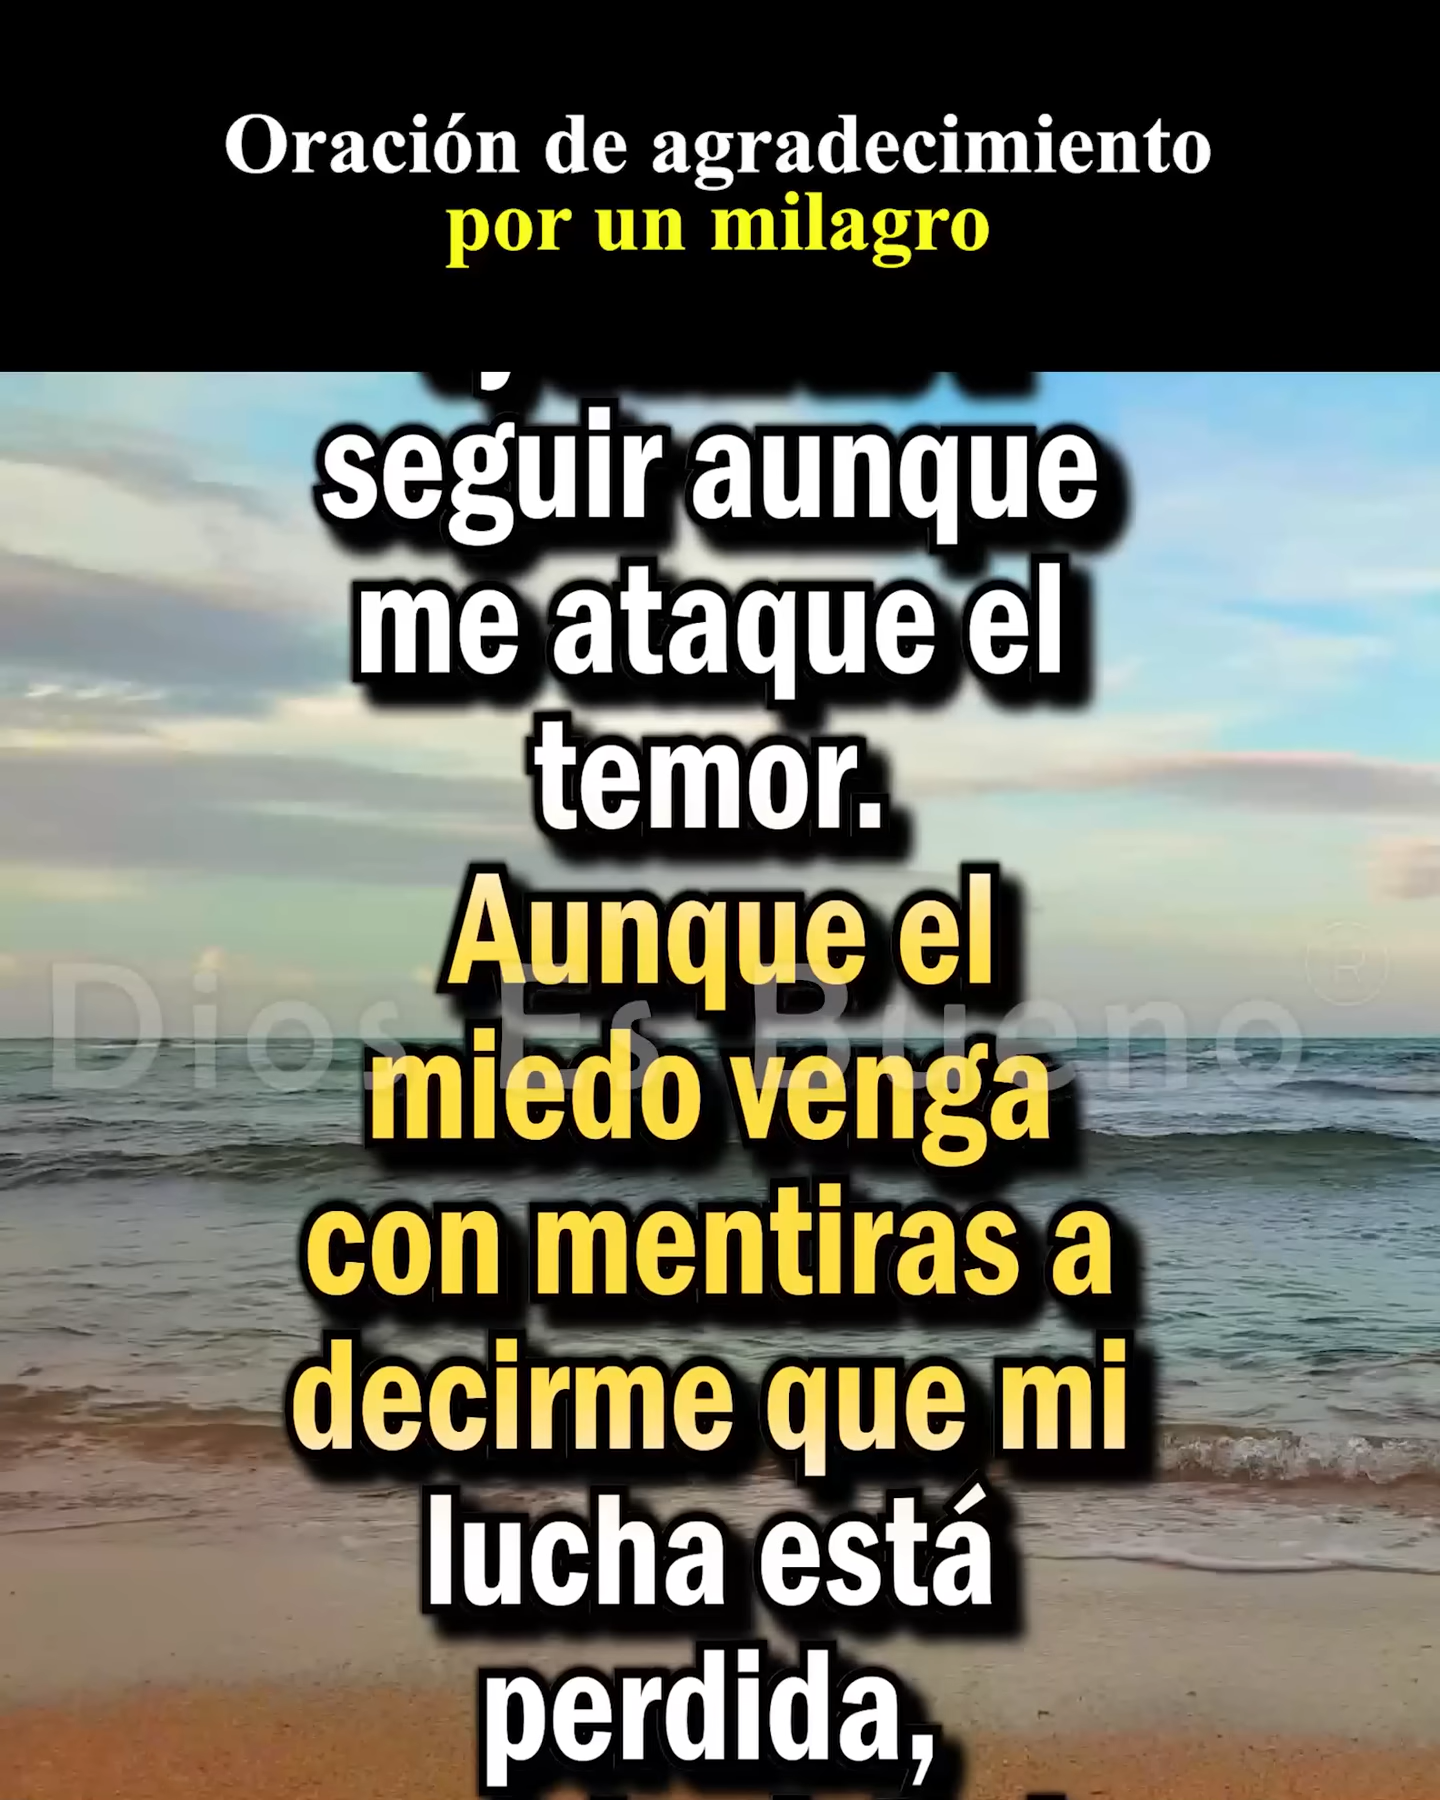 Oración de agradecimiento
por un milagro
seguir aunque
me ataque el
temor.
Aunque el
miedo venga
con mentiras a
decirme que mi
lucha está
perdida,
Dios Es Bueno®